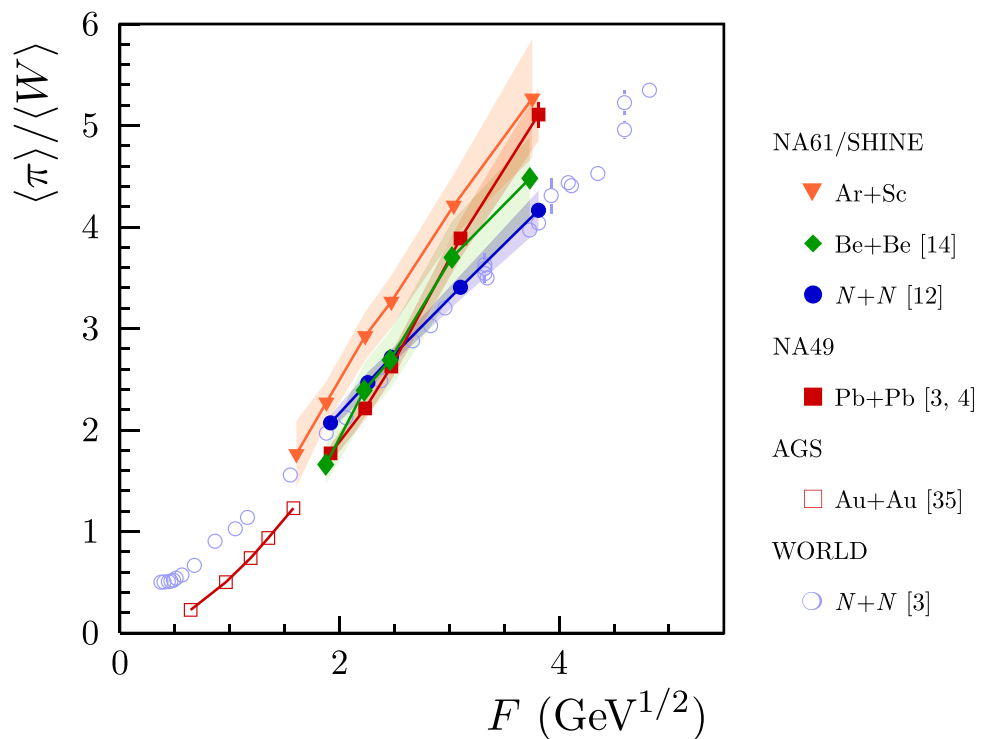 6
5
4
3
2
1
0
⟨π⟩/⟨W⟩
0 2 4
F (GeV^{1/2})
NA61/SHINE
Ar+Sc
Be+Be [14]
N+N [12]
NA49
Pb+Pb [3, 4]
AGS
Au+Au [35]
WORLD
N+N [3]